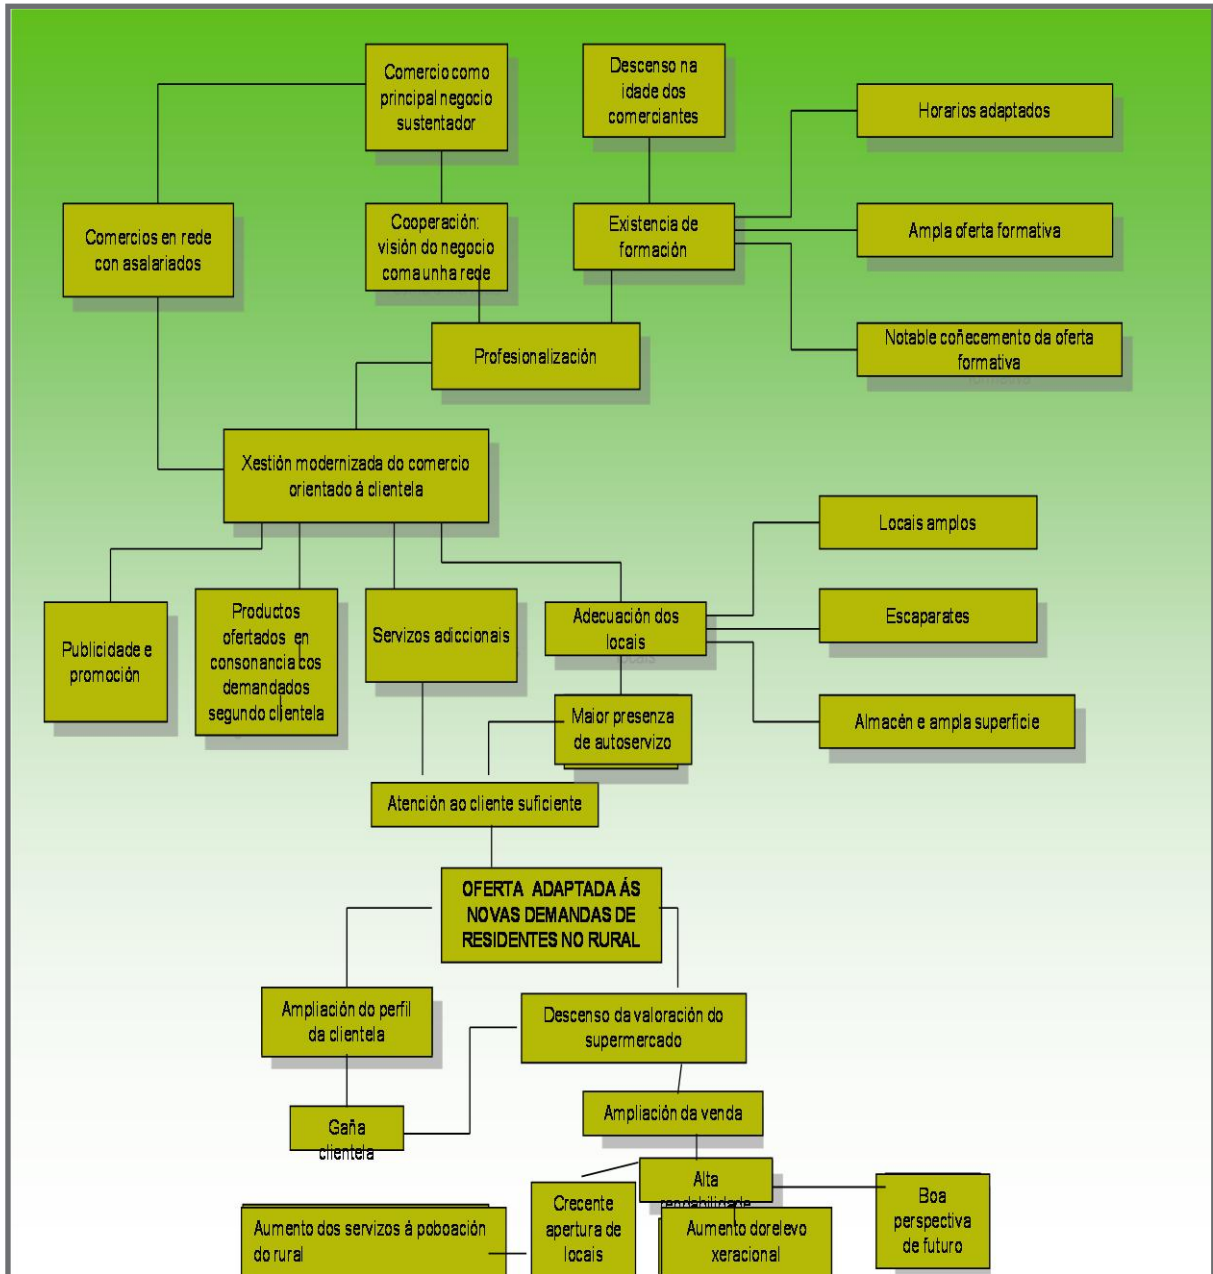 Comercio como
principal negocio
sustentador
Descenso na
idade dos
comerciantes
Horarios adaptados
Comercios en rede
con asalariados
Cooperación:
visión do negocio
coma unha rede
Existencia de
formación
Ampla oferta formativa
Profesionalización
Notable coñecemento da oferta
formativa
Xestión modernizada do comercio
orientado á clientela
Locais amplos
Publicidade e
promoción
Productos
ofertados en
consonancia cos
demandados
segundo clientela
Servizos adiccionais
Adecuación dos
locais
Escaparates
Maior presenza
de autoservizo
Almacén e ampla superficie
Atención ao cliente suficiente
OFERTA ADAPTADA ÁS
NOVAS DEMANDAS DE
RESIDENTES NO RURAL
Ampliación do perfil
da clientela
Descenso da valoración do
supermercado
Gaña
clientela
Ampliación da venda
Alta
rendabilidade
Crecente
apertura de
locais
Boa
perspectiva
de futuro
Aumento dos servizos á poboación
do rural
Aumento dorelevo
xeracional